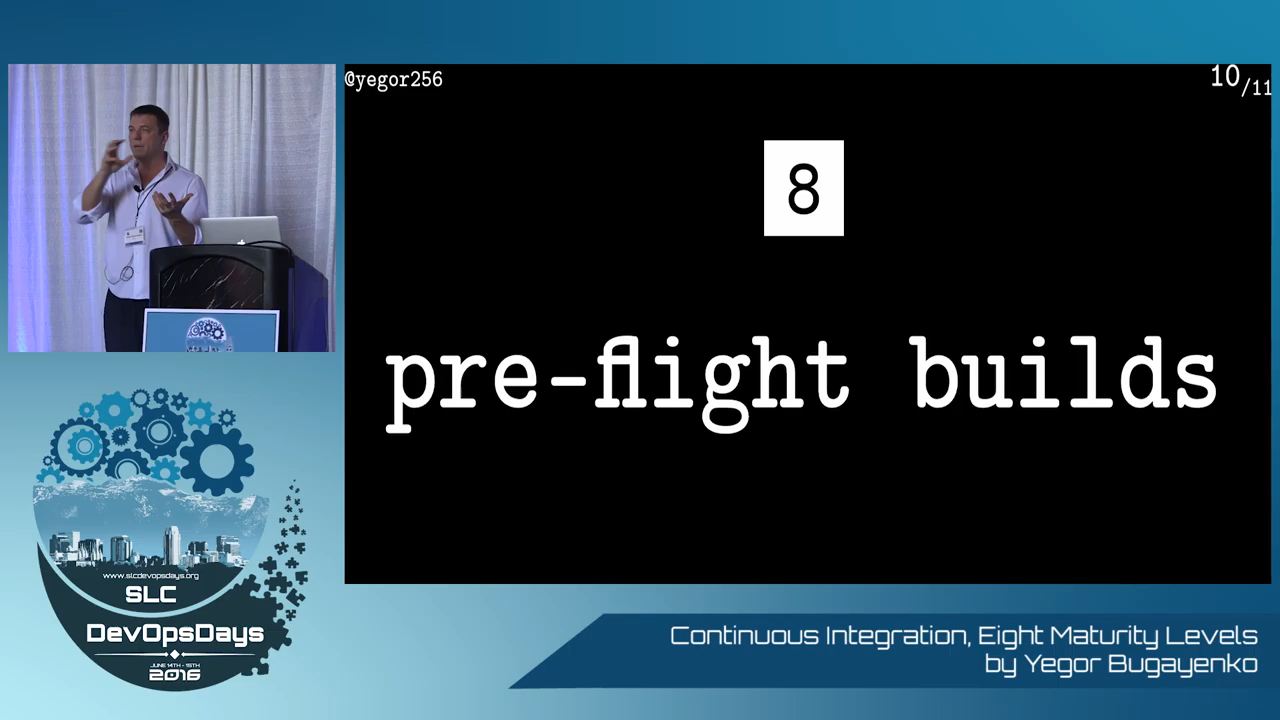 @yegor256
10/11
8
pre-flight builds
www.slcdevopsdays.org
SLC
DevOpsDays
JUNE 14TH - 15TH
2016
Continuous Integration, Eight Maturity Levels
by Yegor Bugayenko